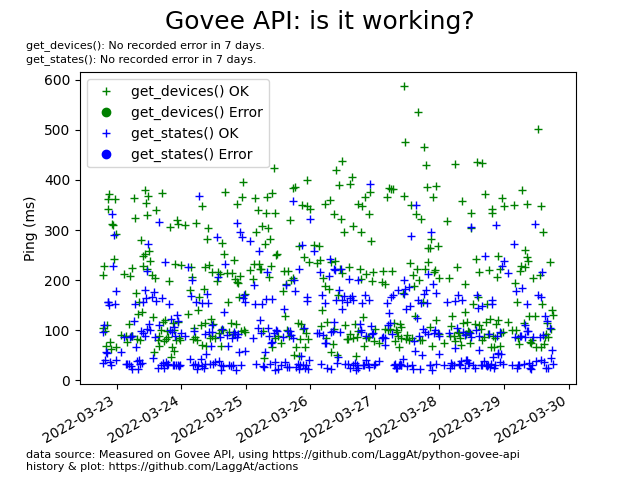 Govee API: is it working?
get_devices(): No recorded error in 7 days.
get_states(): No recorded error in 7 days.
600
500
400
300
200
100
0
Ping (ms)
get_devices() OK
get_devices() Error
get_states() OK
get_states() Error
2022-03-23
2022-03-24
2022-03-25
2022-03-26
2022-03-27
2022-03-28
2022-03-29
2022-03-30
data source: Measured on Govee API, using https://github.com/LaggAt/python-govee-api
history & plot: https://github.com/LaggAt/actions